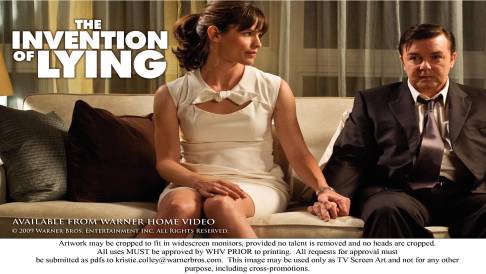 THE
INVENTION
OF LYING
AVAILABLE FROM WARNER HOME VIDEO
© 2009 WARNER BROS. ENTERTAINMENT INC. ALL RIGHTS RESERVED.
Artwork may be cropped to fit in widescreen monitors, provided no talent is removed and no heads are cropped.
All uses MUST be approved by WHV PRIOR to printing.  All requests for approval must
be submitted as pdfs to kristie.colley@warnerbros.com.  This image may be used only as TV Screen Art and not for any other
purpose, including cross-promotions.